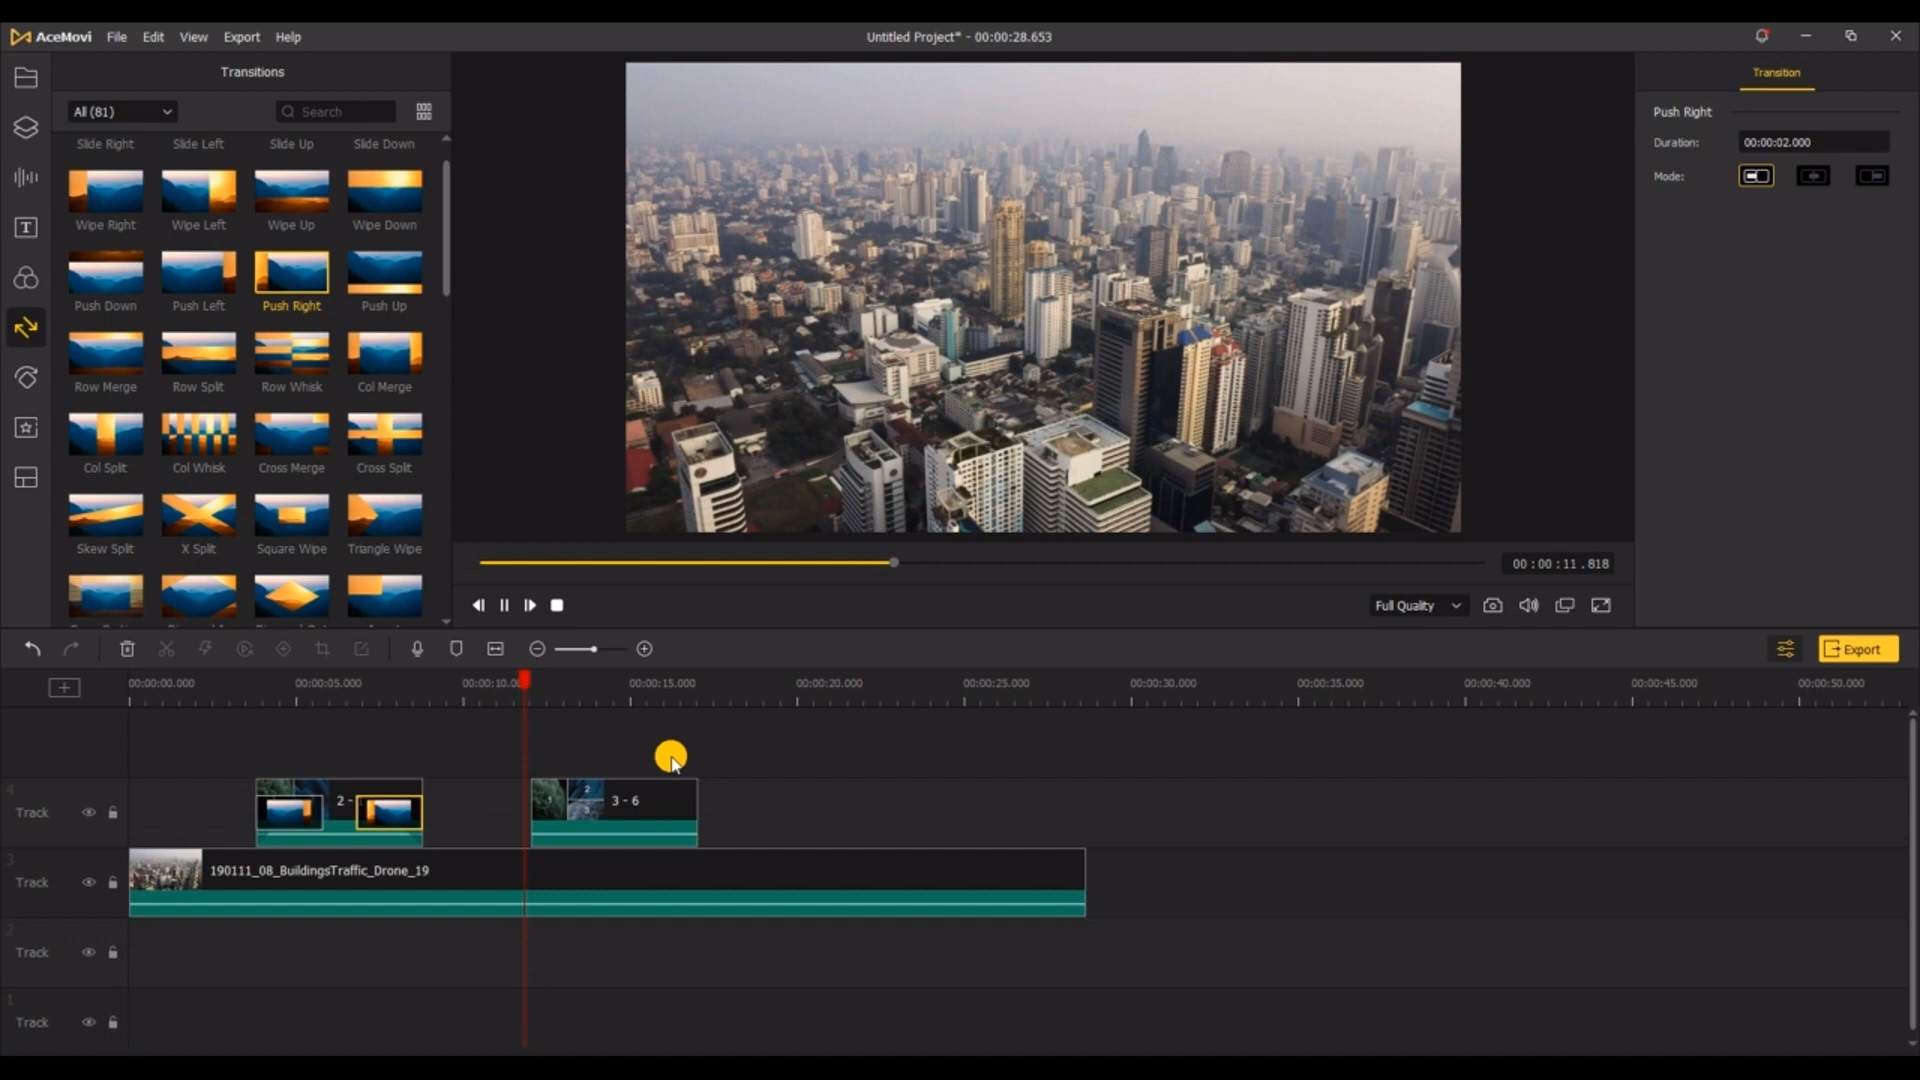 AceMovi File Edit View Export Help
Untitled Project* - 00:00:28.653
Transitions
All (81)
Search
Slide Right Slide Left Slide Up Slide Down
Wipe Right Wipe Left Wipe Up Wipe Down
Push Down Push Left Push Right Push Up
Row Merge Row Split Row Whisk Col Merge
Col Split Col Whisk Cross Merge Cross Split
Skew Split X Split Square Wipe Triangle Wipe
Transition
Push Right
Duration: 00:00:02.000
Mode:
00:00:11.818
Full Quality
Export
00:00:00.000 00:00:05.000 00:00:10.0 00:00:15.000 00:00:20.000 00:00:25.000 00:00:30.000 00:00:35.000 00:00:40.000 00:00:45.000 00:00:50.000
4
Track
2 -
1 2 3
3 - 6
3
Track
190111_08_BuildingsTraffic_Drone_19
2
Track
1
Track